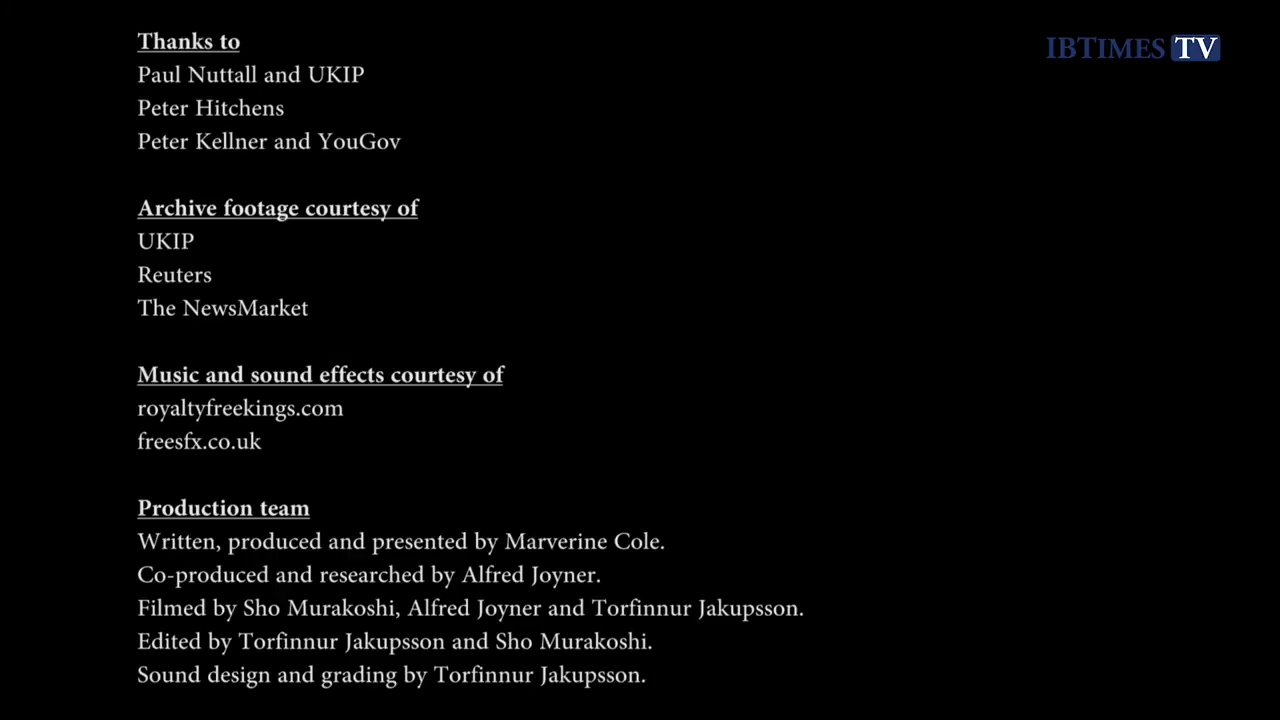 Thanks to
IBTIMES TV
Paul Nuttall and UKIP
Peter Hitchens
Peter Kellner and YouGov
Archive footage courtesy of
UKIP
Reuters
The NewsMarket
Music and sound effects courtesy of
royaltyfreekings.com
freesfx.co.uk
Production team
Written, produced and presented by Marverine Cole.
Co-produced and researched by Alfred Joyner.
Filmed by Sho Murakoshi, Alfred Joyner and Torfinnur Jakupsson.
Edited by Torfinnur Jakupsson and Sho Murakoshi.
Sound design and grading by Torfinnur Jakupsson.